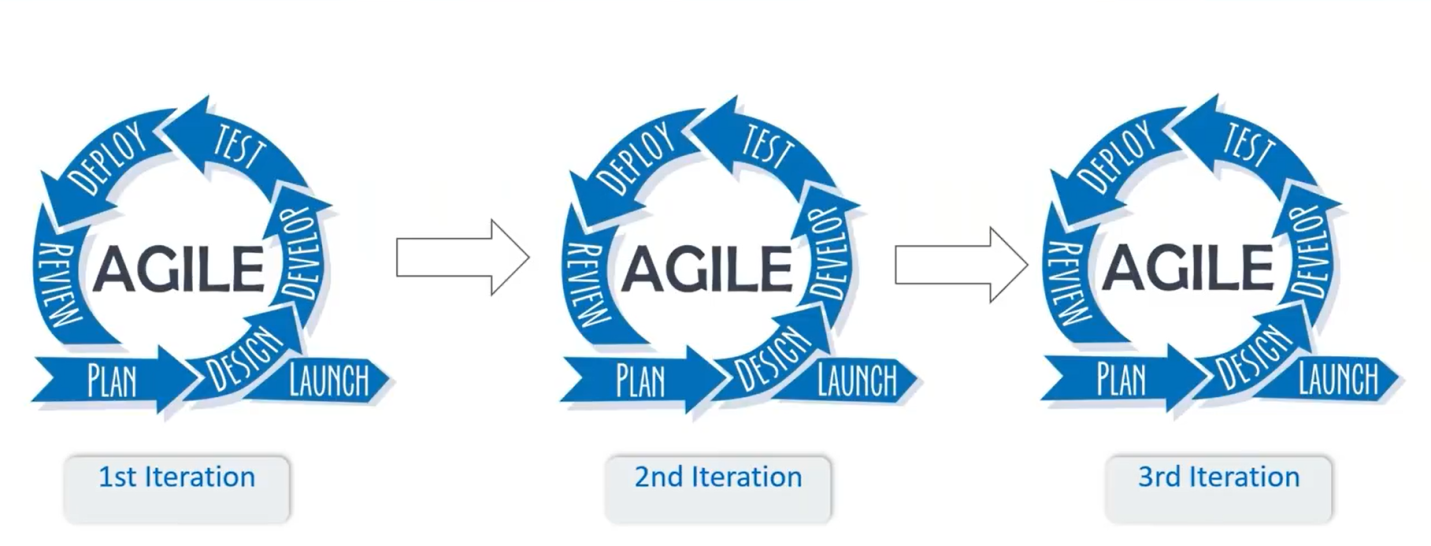 DEPLOY
TEST
REVIEW
AGILE
DEVELOP
PLAN
DESIGN
LAUNCH
1st Iteration
DEPLOY
TEST
REVIEW
AGILE
DEVELOP
PLAN
DESIGN
LAUNCH
2nd Iteration
DEPLOY
TEST
REVIEW
AGILE
DEVELOP
PLAN
DESIGN
LAUNCH
3rd Iteration